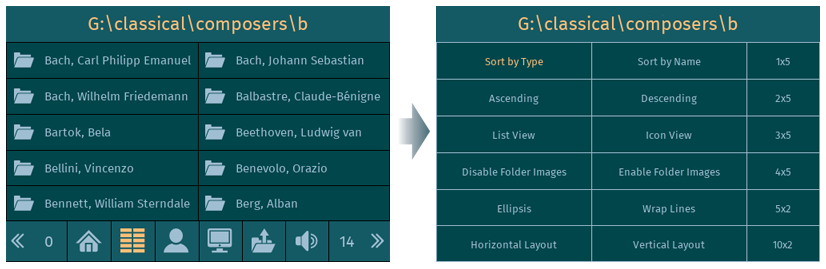 G:\classical\composers\b
Bach, Carl Philipp Emanuel Bach, Johann Sebastian
Bach, Wilhelm Friedemann Balbastre, Claude-Bénigne
Bartok, Bela Beethoven, Ludwig van
Bellini, Vincenzo Benevolo, Orazio
Bennett, William Sterndale Berg, Alban
0 14
G:\classical\composers\b
Sort by Type Sort by Name 1x5
Ascending Descending 2x5
List View Icon View 3x5
Disable Folder Images Enable Folder Images 4x5
Ellipsis Wrap Lines 5x2
Horizontal Layout Vertical Layout 10x2